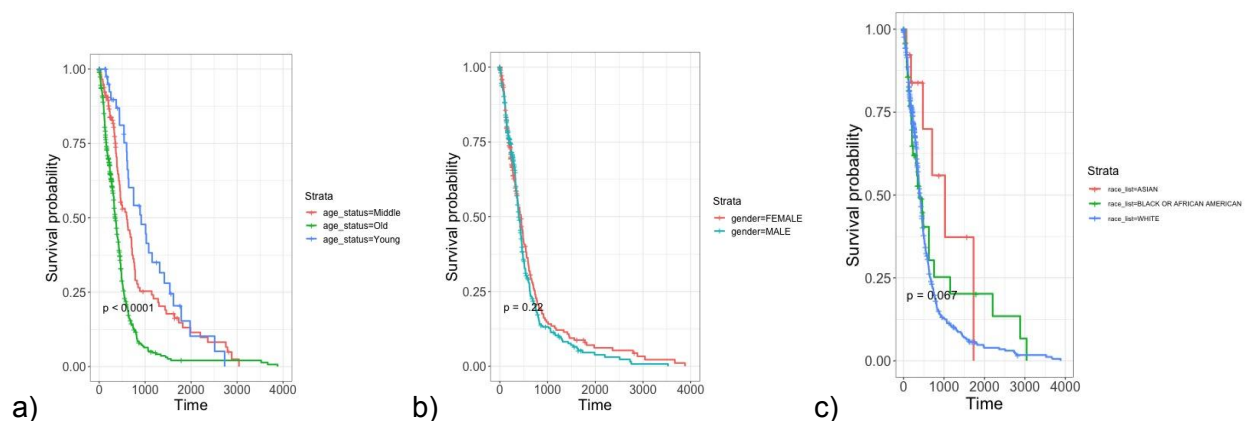 a)
Survival probability
1.00
0.75
0.50
0.25
0.00
p < 0.0001
0 1000 2000 3000 4000
Time
Strata
age_status=Middle
age_status=Old
age_status=Young
b)
Survival probability
1.00
0.75
0.50
0.25
0.00
p = 0.22
0 1000 2000 3000 4000
Time
Strata
gender=FEMALE
gender=MALE
c)
Survival probability
1.00
0.75
0.50
0.25
0.00
p = 0.067
0 1000 2000 3000 4000
Time
Strata
race_list=ASIAN
race_list=BLACK OR AFRICAN AMERICAN
race_list=WHITE